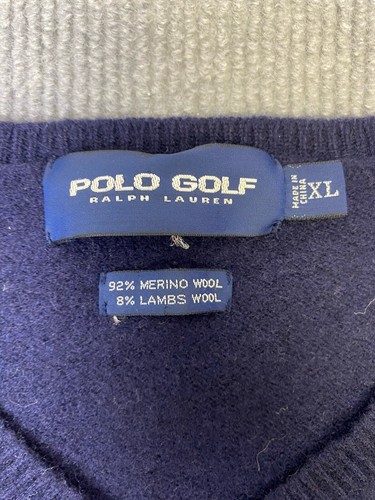 POLO GOLF
RALPH LAUREN
MADE IN
CHINA
XL
92% MERINO WOOL
8% LAMBS WOOL